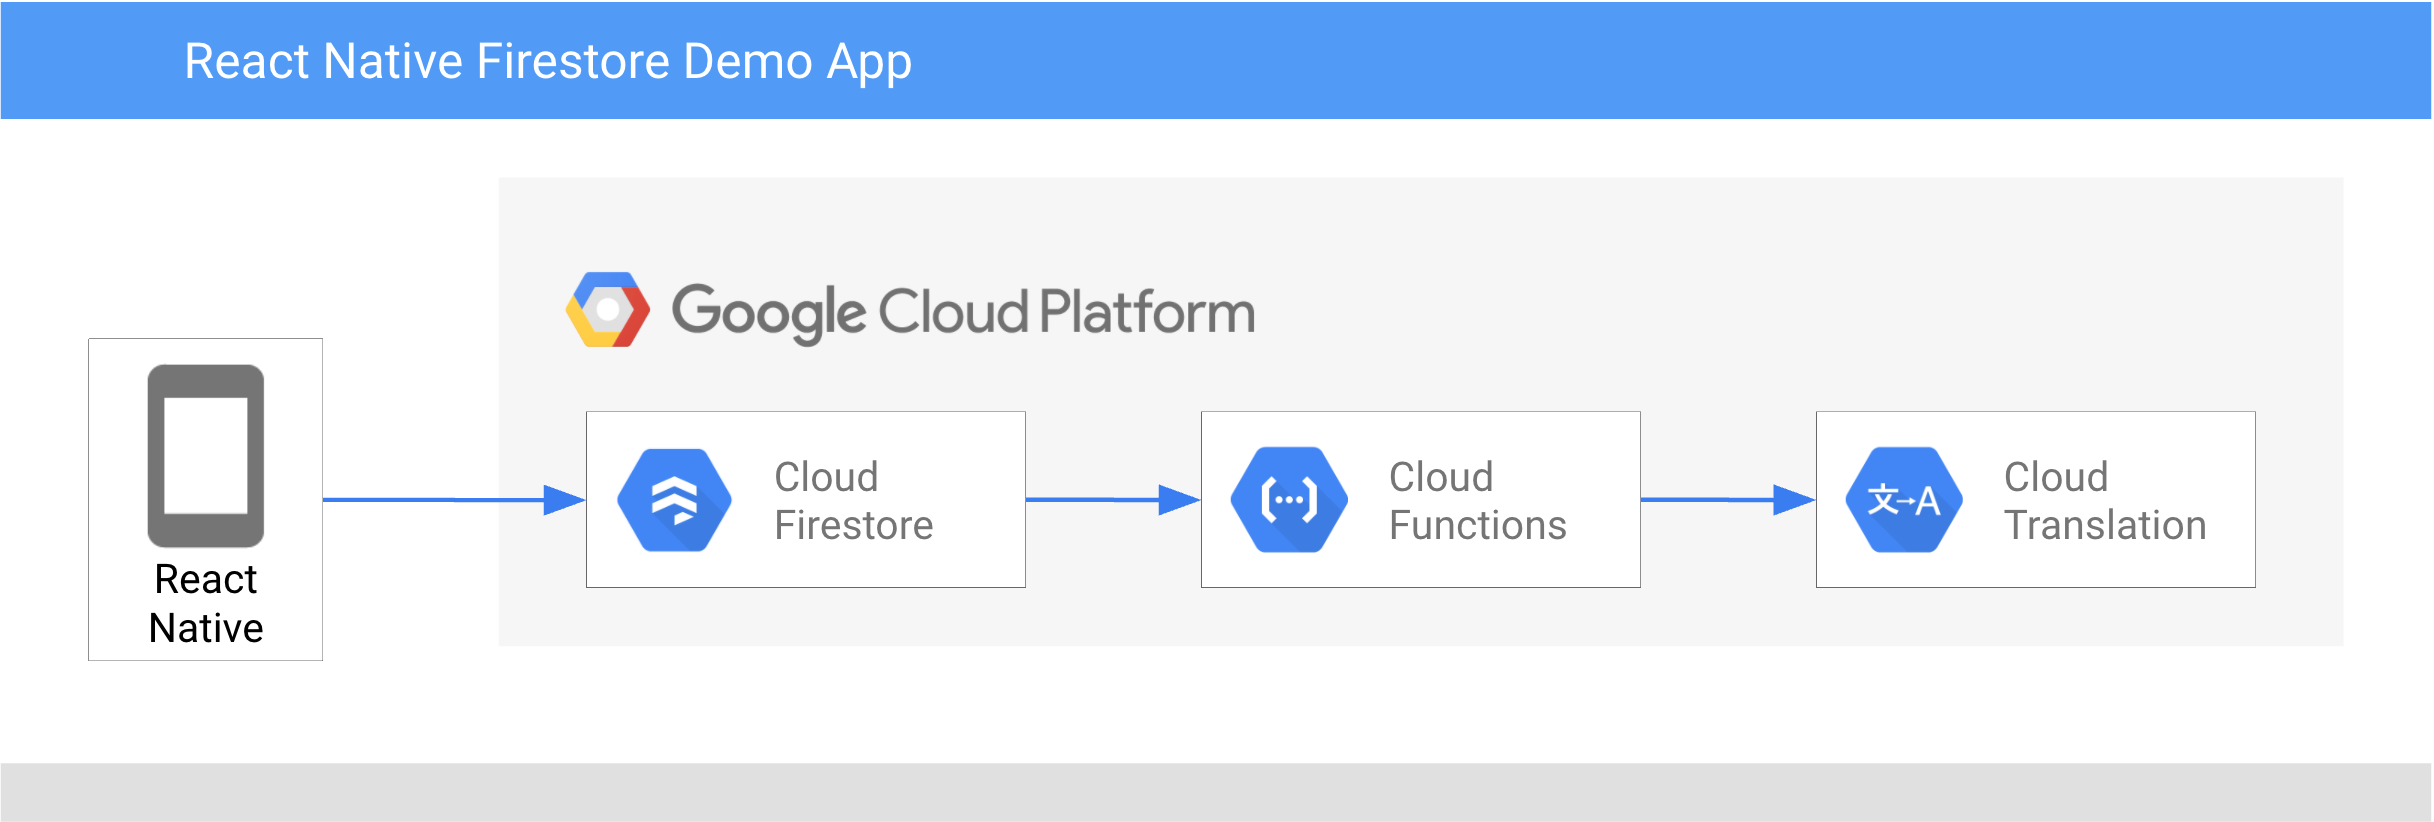 React Native Firestore Demo App
Google Cloud Platform
React
Native
Cloud
Firestore
Cloud
Functions
文→A
Cloud
Translation